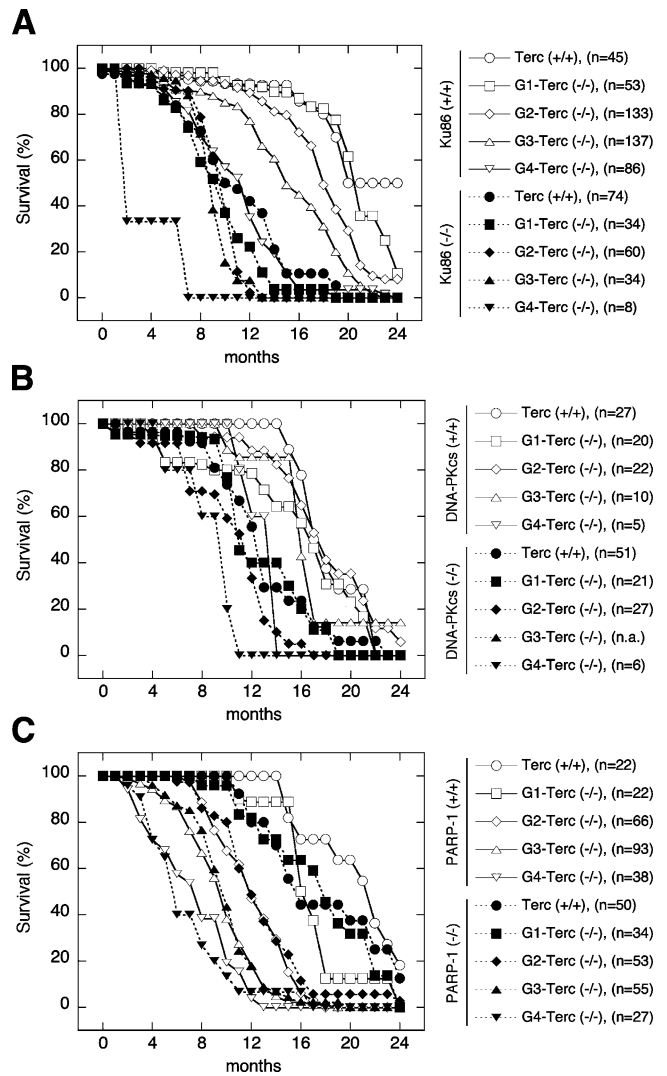 A
100
80
60
40
20
0
Survival (%)
0 4 8 12 16 20 24
months
Ku86 (+/+)
Terc (+/+), (n=45)
G1-Terc (-/-), (n=53)
G2-Terc (-/-), (n=133)
G3-Terc (-/-), (n=137)
G4-Terc (-/-), (n=86)
Ku86 (-/-)
Terc (+/+), (n=74)
G1-Terc (-/-), (n=34)
G2-Terc (-/-), (n=60)
G3-Terc (-/-), (n=34)
G4-Terc (-/-), (n=8)
B
100
80
60
40
20
0
Survival (%)
0 4 8 12 16 20 24
months
DNA-PKcs (+/+)
Terc (+/+), (n=27)
G1-Terc (-/-), (n=20)
G2-Terc (-/-), (n=22)
G3-Terc (-/-), (n=10)
G4-Terc (-/-), (n=5)
DNA-PKcs (-/-)
Terc (+/+), (n=51)
G1-Terc (-/-), (n=21)
G2-Terc (-/-), (n=27)
G3-Terc (-/-), (n.a.)
G4-Terc (-/-), (n=6)
C
100
80
60
40
20
0
Survival (%)
0 4 8 12 16 20 24
months
PARP-1 (+/+)
Terc (+/+), (n=22)
G1-Terc (-/-), (n=22)
G2-Terc (-/-), (n=66)
G3-Terc (-/-), (n=93)
G4-Terc (-/-), (n=38)
PARP-1 (-/-)
Terc (+/+), (n=50)
G1-Terc (-/-), (n=34)
G2-Terc (-/-), (n=53)
G3-Terc (-/-), (n=55)
G4-Terc (-/-), (n=27)